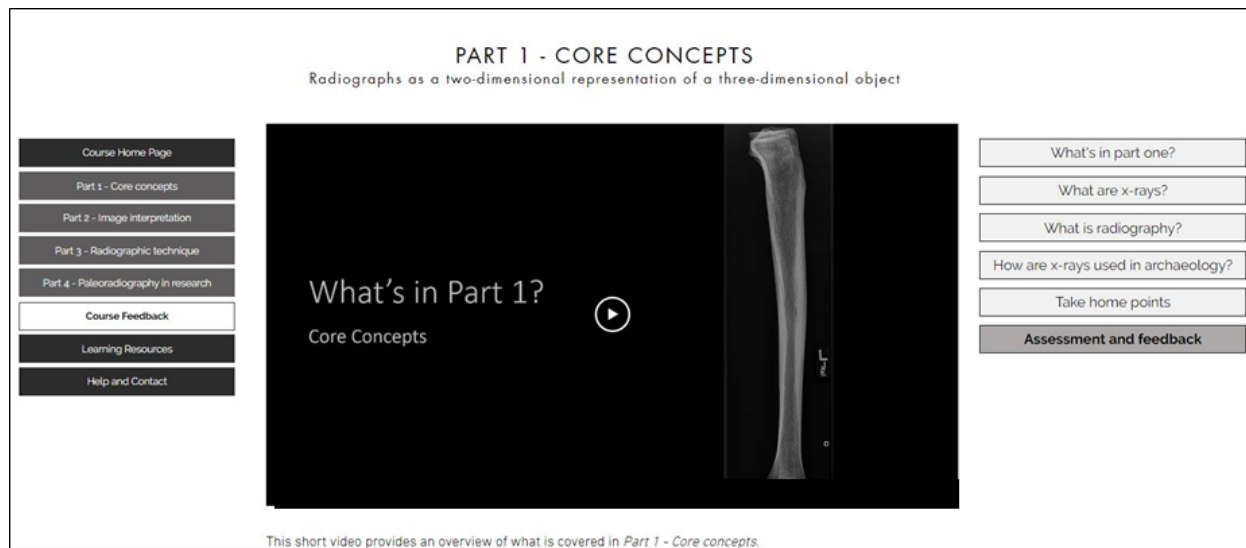 PART 1 - CORE CONCEPTS
Radiographs as a two-dimensional representation of a three-dimensional object
Course Home Page
Part 1 - Core concepts
Part 2 - Image interpretation
Part 3 - Radiographic technique
Part 4 - Paleoradiography in research
Course Feedback
Learning Resources
Help and Contact
What's in Part 1?
Core Concepts
L
What's in part one?
What are x-rays?
What is radiography?
How are x-rays used in archaeology?
Take home points
Assessment and feedback
This short video provides an overview of what is covered in Part 1 - Core concepts.